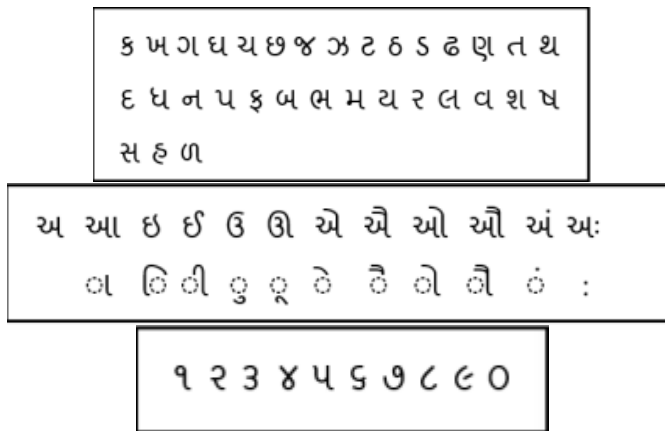 ક ખ ગ ઘ ચ છ જ ઝ ટ ઠ ડ ઢ ણ ત થ
દ ધ ન પ ફ બ ભ મ ય ર લ વ શ ષ
સ હ ળ
અ આ ઇ ઈ ઉ ઊ એ ઐ ઓ ઔ અં અઃ
ા િ ી ુ ૂ ે ૈ ો ૌ ં :
૧ ૨ ૩ ૪ ૫ ૬ ૭ ૮ ૯ ૦